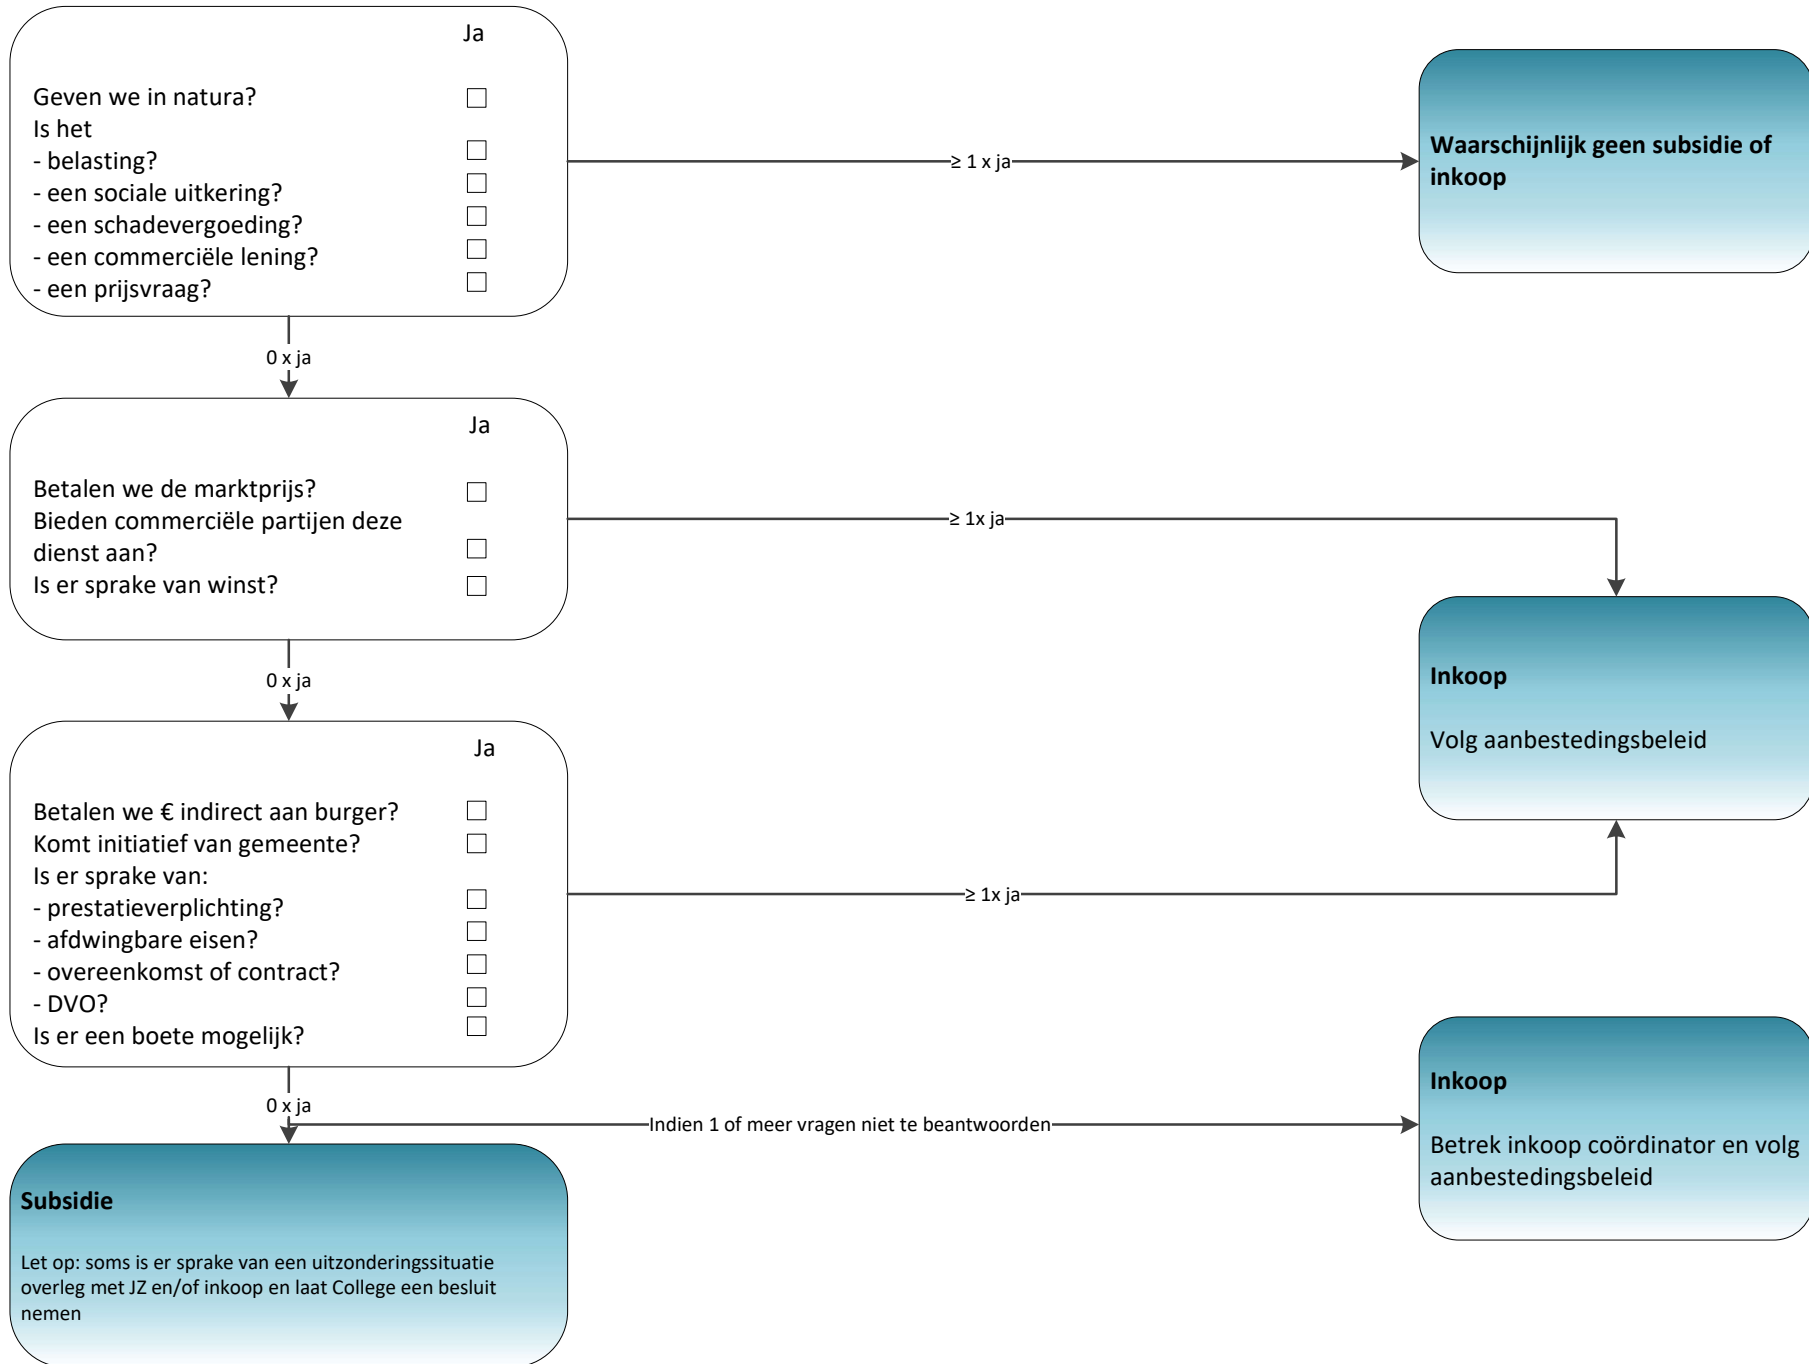 Ja
Geven we in natura?
Is het
- belasting?
- een sociale uitkering?
- een schadevergoeding?
- een commerciële lening?
- een prijsvraag?
≥ 1 x ja
Waarschijnlijk geen subsidie of
inkoop
0 x ja
Ja
Betalen we de marktprijs?
Bieden commerciële partijen deze
dienst aan?
Is er sprake van winst?
≥ 1x ja
Inkoop
Volg aanbestedingsbeleid
0 x ja
Ja
Betalen we € indirect aan burger?
Komt initiatief van gemeente?
Is er sprake van:
- prestatieverplichting?
- afdwingbare eisen?
- overeenkomst of contract?
- DVO?
Is er een boete mogelijk?
≥ 1x ja
0 x ja
Indien 1 of meer vragen niet te beantwoorden
Inkoop
Betrek inkoop coördinator en volg
aanbestedingsbeleid
Subsidie
Let op: soms is er sprake van een uitzonderingssituatie
overleg met JZ en/of inkoop en laat College een besluit
nemen